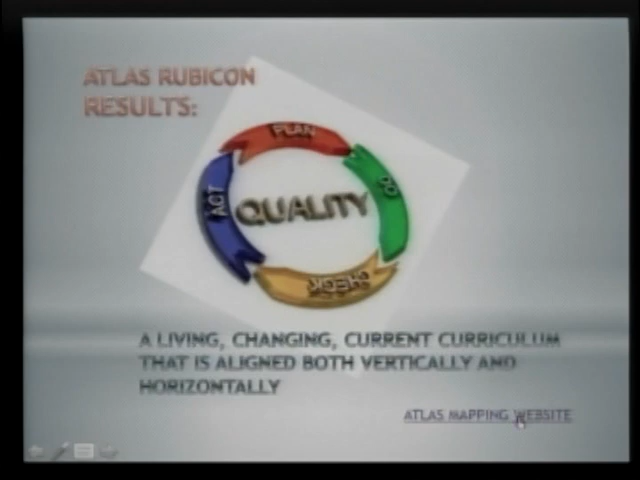 ATLAS RUBICON
RESULTS:
PLAN
DO
ACT
QUALITY
CHECK
A LIVING, CHANGING, CURRENT CURRICULUM
THAT IS ALIGNED BOTH VERTICALLY AND
HORIZONTALLY
ATLAS MAPPING WEBSITE